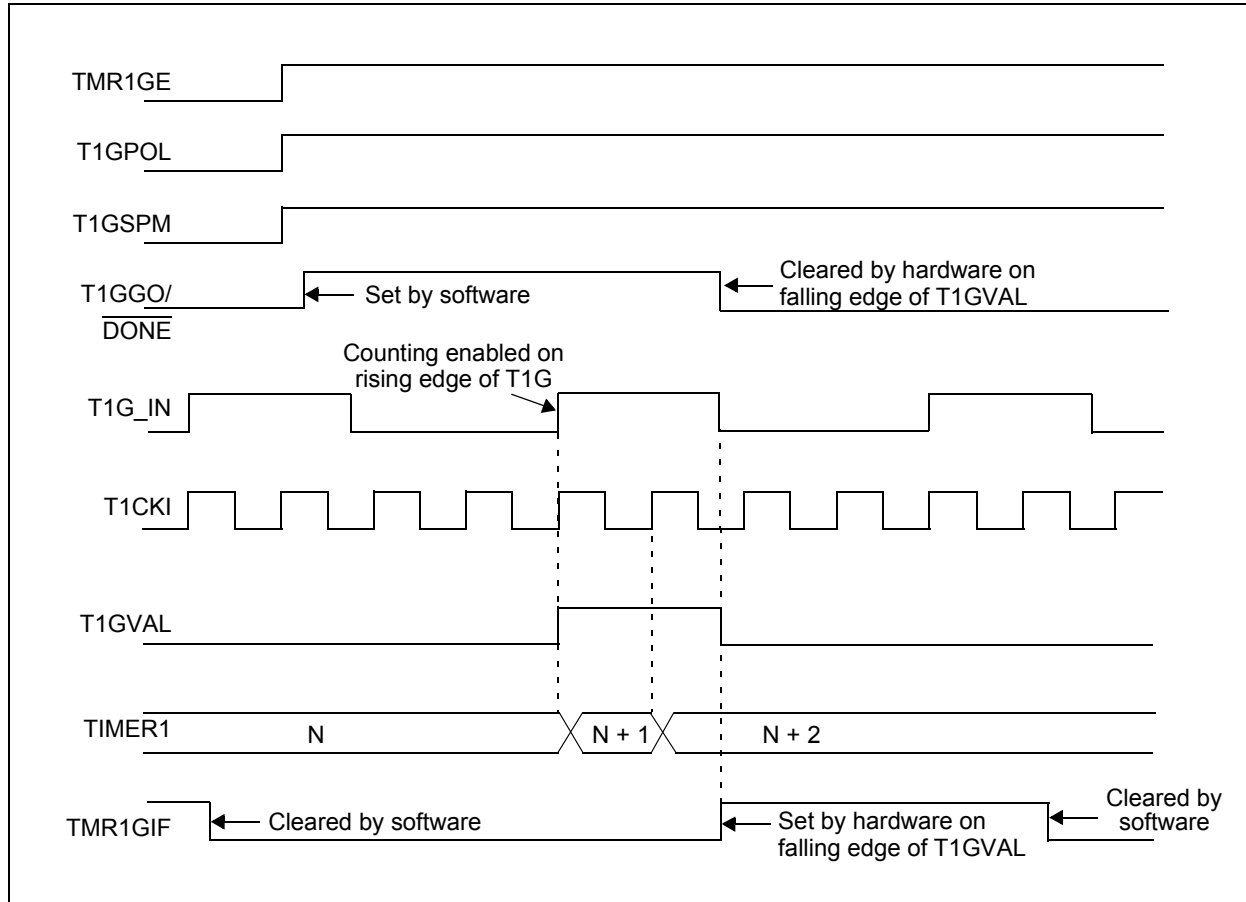 TMR1GE
T1GPOL
T1GSPM
T1GGO/
DONE
Set by software
Cleared by hardware on
falling edge of T1GVAL
Counting enabled on
rising edge of T1G
T1G_IN
T1CKI
T1GVAL
TIMER1
N
N + 1
N + 2
TMR1GIF
Cleared by software
Set by hardware on
falling edge of T1GVAL
Cleared by
software